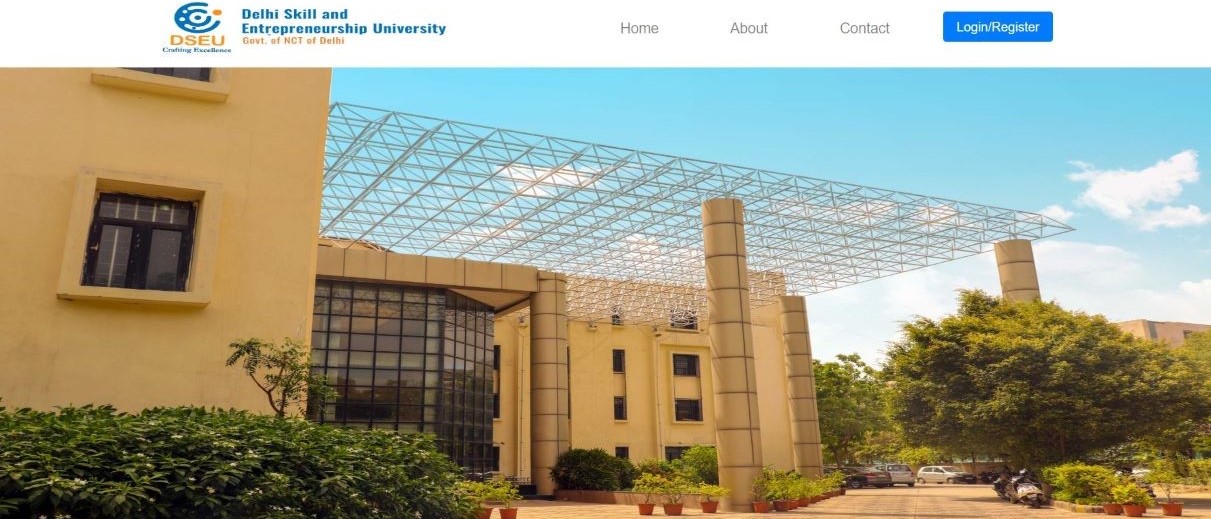 DSEU
Crafting Excellence
Delhi Skill and
Entrepreneurship University
Govt. of NCT of Delhi
Home
About
Contact
Login/Register